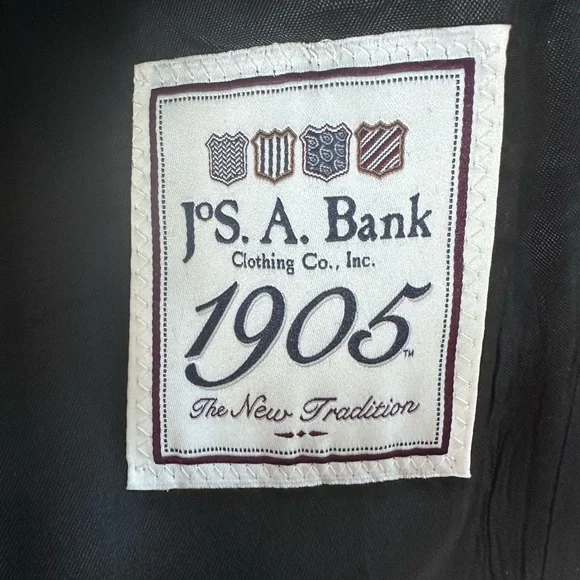 JoS. A. Bank
Clothing Co., Inc.
1905™
The New Tradition